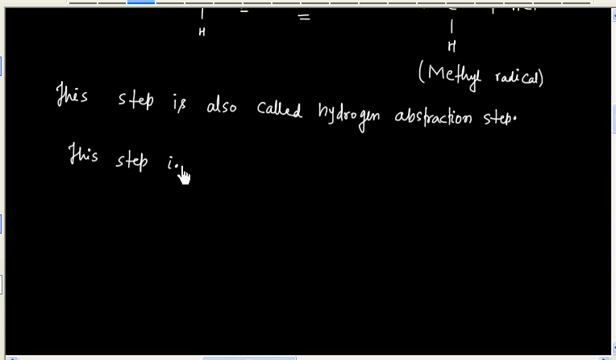 H
H
(Methyl radical)
This step is also called hydrogen abstraction step.
This step i.